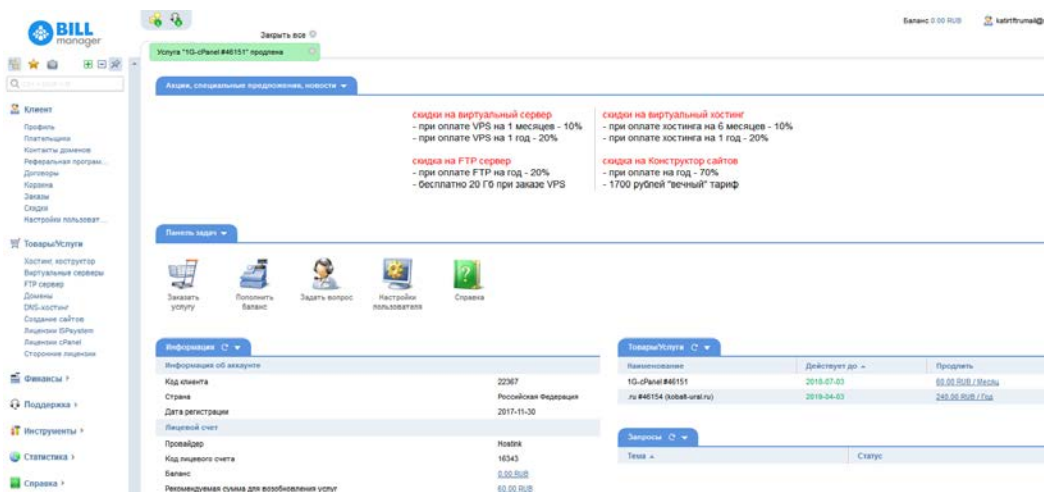 BILL
manager
Баланс 0.00 RUB
Закрыть все
Услуга "1G-cPanel #46151" продлена
Акции, специальные предложения, новости
скидки на виртуальный сервер
- при оплате VPS на 1 месяцев - 10%
- при оплате VPS на 1 год - 20%
скидки на виртуальный хостинг
- при оплате хостинга на 6 месяцев - 10%
- при оплате хостинга на 1 год - 20%
скидка на FTP сервер
- при оплате FTP на год - 20%
- бесплатно 20 Гб при заказе VPS
скидка на Конструктор сайтов
- при оплате на год - 70%
- 1700 рублей "вечный" тариф
Клиент
Профиль
Плательщики
Контакты доменов
Реферальная програм...
Договоры
Корзина
Заказы
Скидки
Настройки пользоват...
Товары/Услуги
Хостинг, коструктор
Виртуальные серверы
FTP сервер
Домены
DNS-хостинг
Создание сайтов
Лицензии ISPsystem
Лицензии cPanel
Сторонние лицензии
Финансы
Поддержка
Инструменты
Статистика
Справка
Панель задач
Заказать услугу
Пополнить баланс
Задать вопрос
Настройки пользователя
Справка
Информация
Информация об аккаунте
Код клиента 22367
Страна Российская Федерация
Дата регистрации 2017-11-30
Лицевой счет
Провайдер Hostink
Код лицевого счета 16343
Баланс 0.00 RUB
Рекомендуемая сумма для возобновления услуг 60.00 RUB
Товары/Услуги
Наименование Действует до Продлить
1G-cPanel #46151 2018-07-03 60.00 RUB / Месяц
.ru #46154 (kobalt-ural.ru) 2019-04-03 240.00 RUB / Год
Запросы
Тема Статус